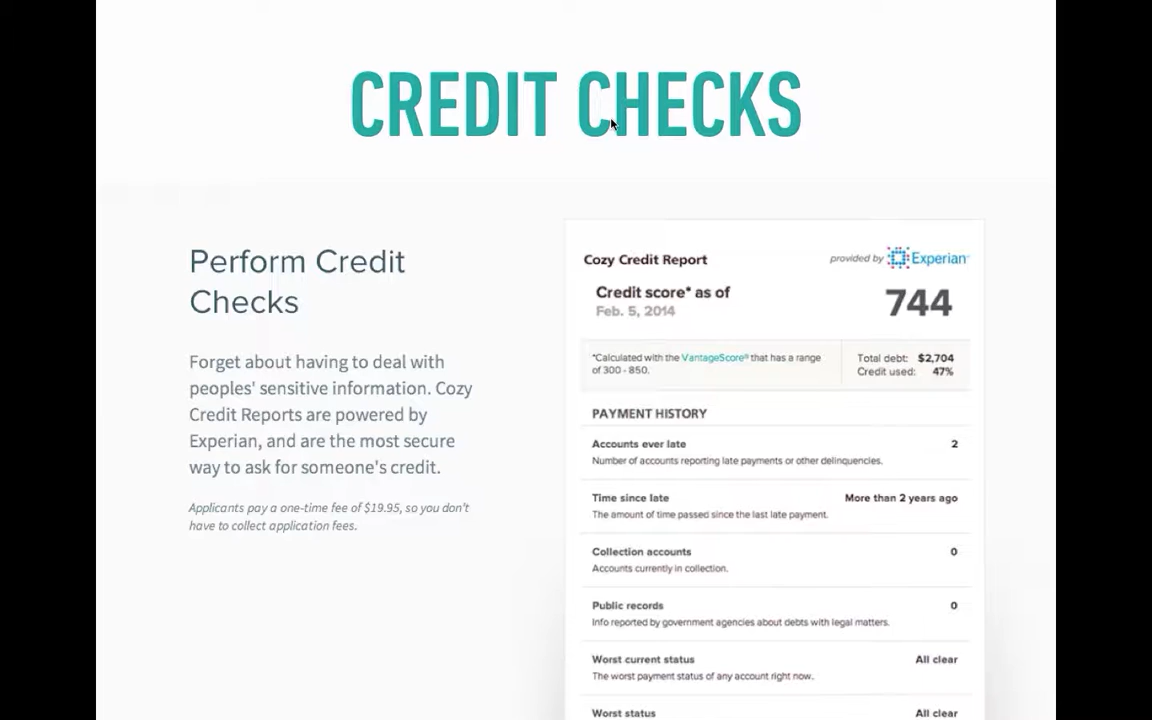 CREDIT CHECKS
Perform Credit
Checks
Forget about having to deal with
peoples' sensitive information. Cozy
Credit Reports are powered by
Experian, and are the most secure
way to ask for someone's credit.
Applicants pay a one-time fee of $19.95, so you don't
have to collect application fees.
Cozy Credit Report
provided by Experian
Credit score* as of
Feb. 5, 2014
744
*Calculated with the VantageScore® that has a range
of 300 - 850.
Total debt: $2,704
Credit used: 47%
PAYMENT HISTORY
Accounts ever late 2
Number of accounts reporting late payments or other delinquencies.
Time since late More than 2 years ago
The amount of time passed since the last late payment.
Collection accounts 0
Accounts currently in collection.
Public records 0
Info reported by government agencies about debts with legal matters.
Worst current status All clear
The worst payment status of any account right now.
Worst status All clear